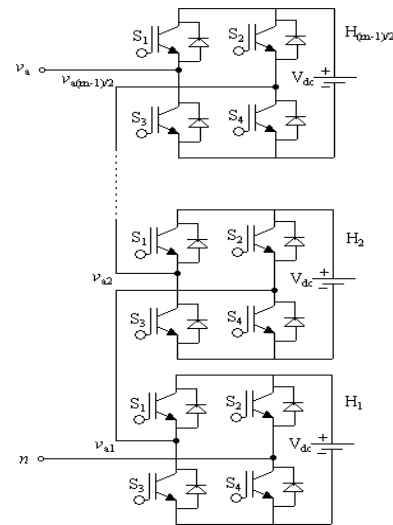 S1 S2 H(m-1)/2
va
va(m-1)/2 Vdc + −
S3 S4
S1 S2 H2
va2 Vdc + −
S3 S4
S1 S2 H1
va1 Vdc + −
n
S3 S4